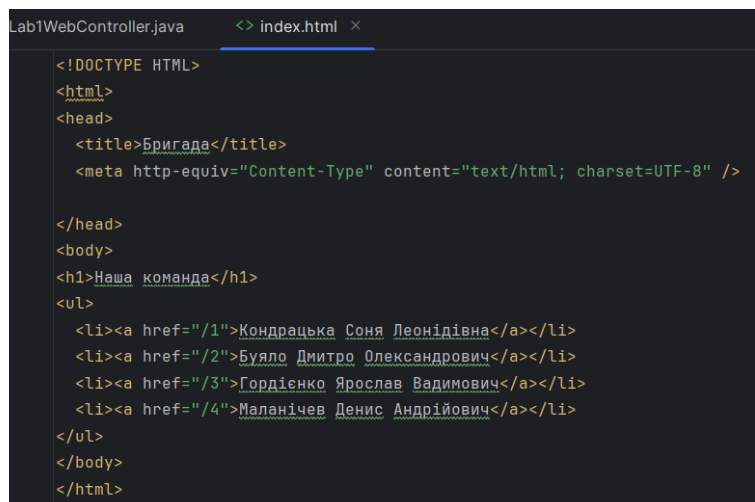 Lab1WebController.java <> index.html ×
<!DOCTYPE HTML>
<html>
<head>
<title>Бригада</title>
<meta http-equiv="Content-Type" content="text/html; charset=UTF-8" />
</head>
<body>
<h1>Наша команда</h1>
<ul>
<li><a href="/1">Кондрацька Соня Леонідівна</a></li>
<li><a href="/2">Буяло Дмитро Олександрович</a></li>
<li><a href="/3">Гордієнко Ярослав Вадимович</a></li>
<li><a href="/4">Маланічев Денис Андрійович</a></li>
</ul>
</body>
</html>